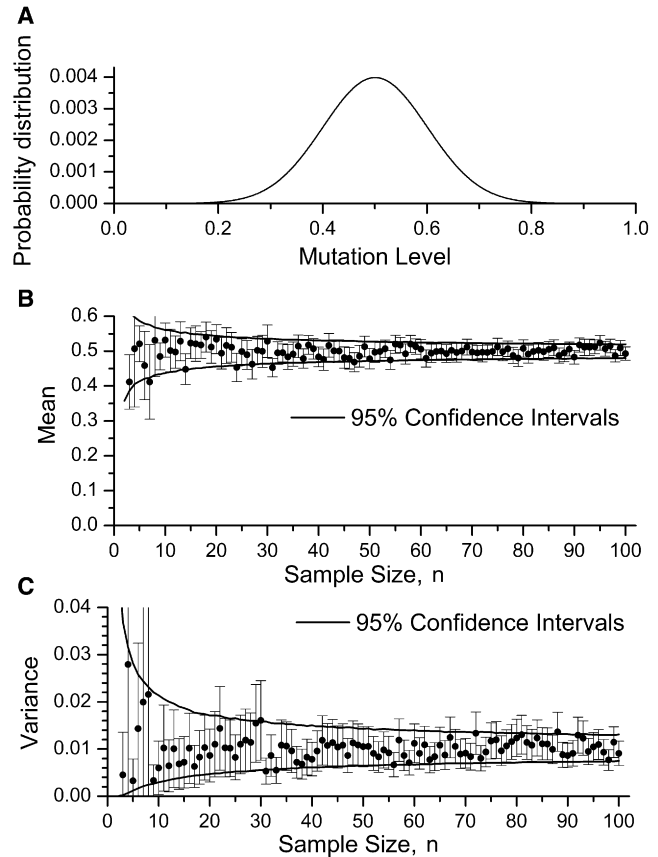 A
Probability distribution
0.004
0.003
0.002
0.001
0.000
0.0 0.2 0.4 0.6 0.8 1.0
Mutation Level
B
Mean
0.6
0.5
0.4
0.3
0.2
0.1
0.0
95% Confidence Intervals
0 10 20 30 40 50 60 70 80 90 100
Sample Size, n
C
Variance
0.04
0.03
0.02
0.01
0.00
95% Confidence Intervals
0 10 20 30 40 50 60 70 80 90 100
Sample Size, n